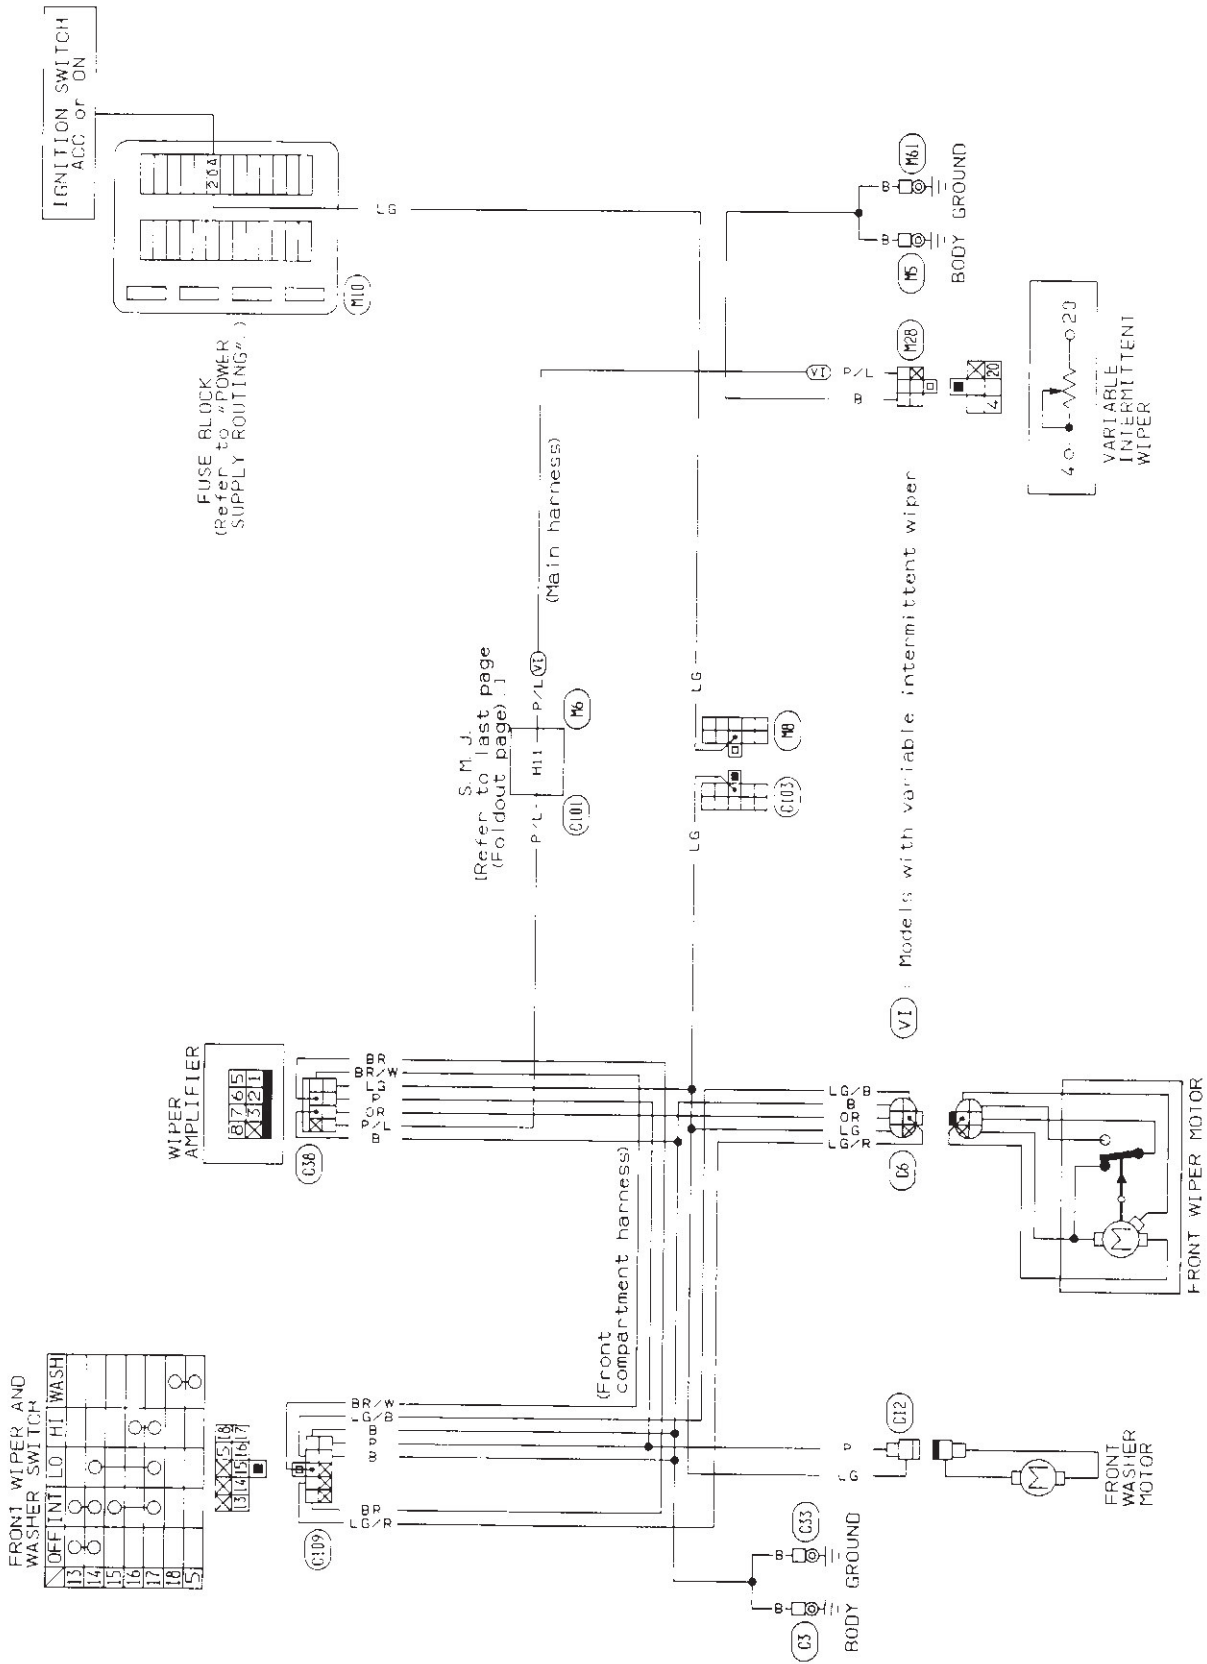 IGNITION SWITCH
ACC or ON
20A
M10
FUSE BLOCK
(Refer to "POWER
SUPPLY ROUTING".)
LG
M61
B
BODY GROUND
B
M5
M28
P/L
VI
B
4
20
4
20
VARIABLE
INTERMITTENT
WIPER
(Main harness)
S.M.J.
[Refer to last page
(Foldout page).]
VI
P/L
H11
P/L
M6
C101
LG
M8
C103
LG
VI : Models with variable intermittent wiper
WIPER
AMPLIFIER
8 7 6 5
3 2 1
C38
BR
BR/W
LG
P
OR
P/L
B
(Front
compartment harness)
LG/B
B
OR
LG
LG/R
C6
M
FRONT WIPER MOTOR
FRONT WIPER AND
WASHER SWITCH
OFF INT LO HI WASH
13
14
15
16
17
18
5
5 18
13 14 15 16 17
C109
BR/W
LG/B
B
P
B
BR
LG/R
P
LG
C12
M
FRONT
WASHER
MOTOR
C33
B
BODY GROUND
B
C3